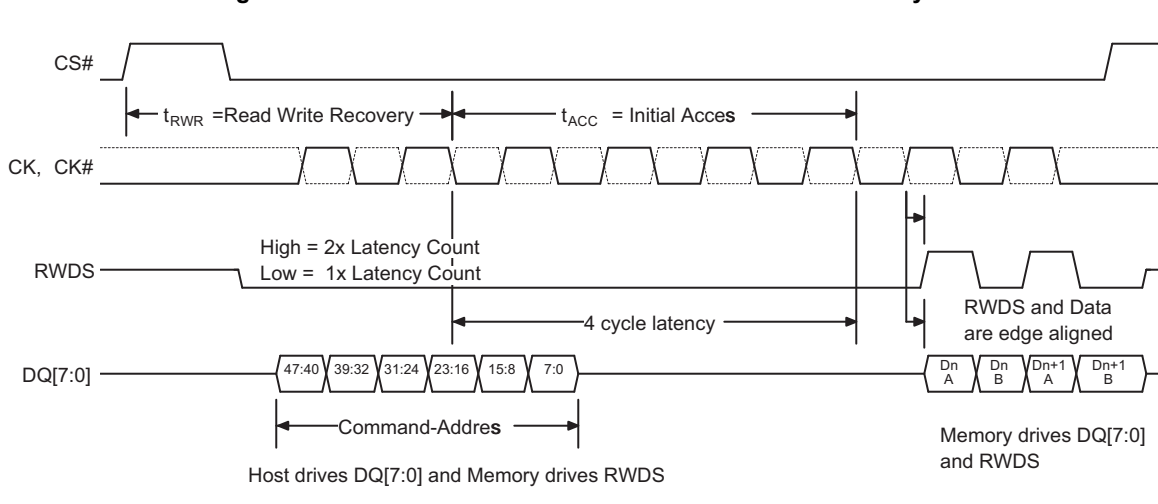 CS#
tRWR =Read Write Recovery
tACC = Initial Acces s
CK, CK#
High = 2x Latency Count
Low = 1x Latency Count
RWDS
4 cycle latency
RWDS and Data
are edge aligned
DQ[7:0]
47:40 39:32 31:24 23:16 15:8 7:0
Dn A
Dn B
Dn+1 A
Dn+1 B
Command-Addres s
Host drives DQ[7:0] and Memory drives RWDS
Memory drives DQ[7:0]
and RWDS